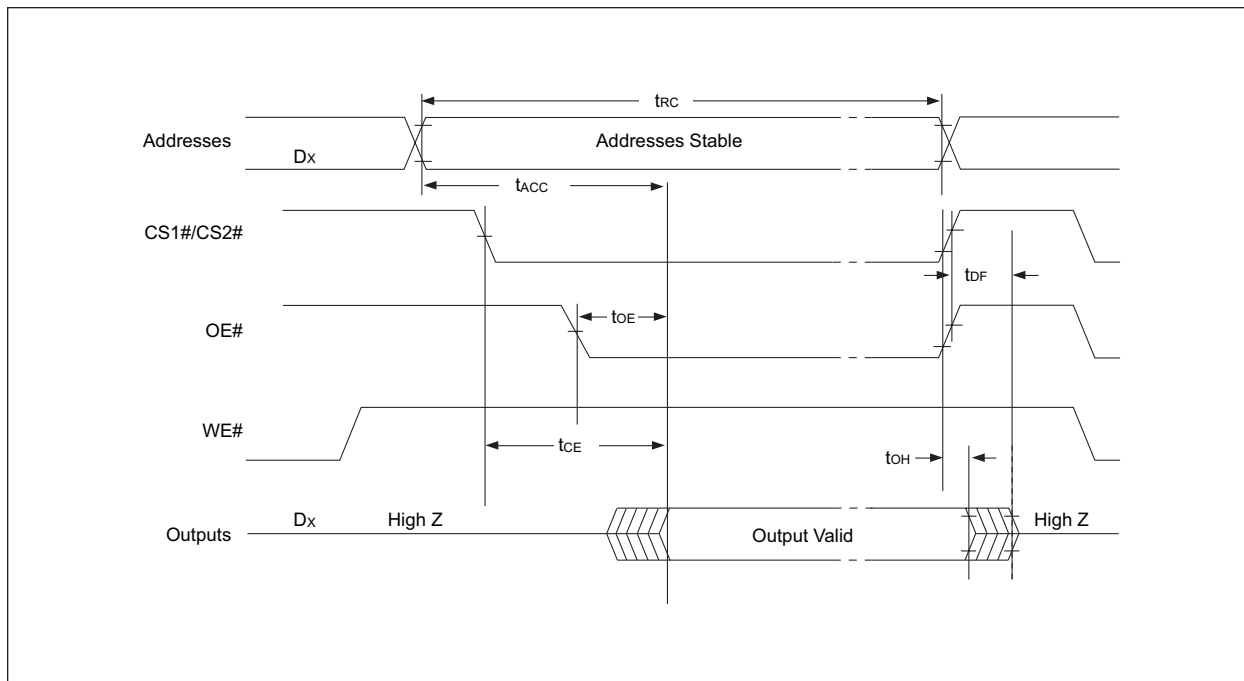 tRC
Addresses
Addresses Stable
Dx
tACC
CS1#/CS2#
tDF
OE#
tOE
WE#
tCE
tOH
Outputs
Dx
High Z
Output Valid
High Z